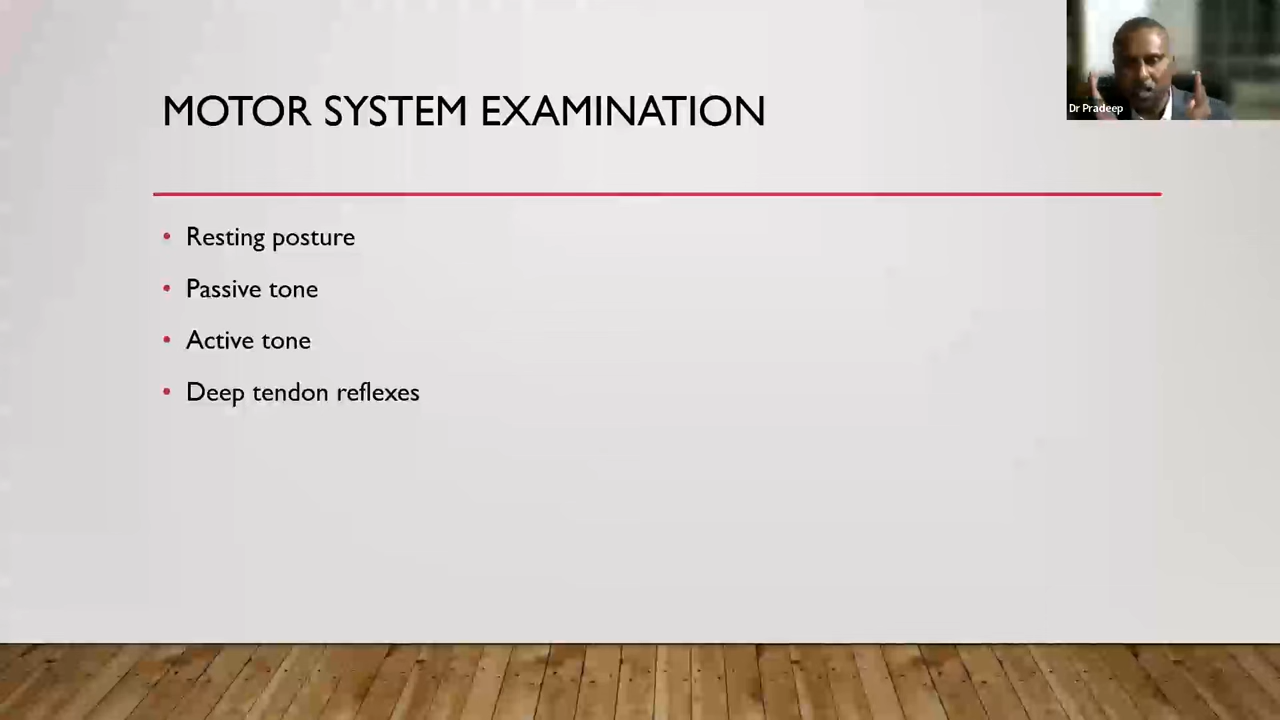 MOTOR SYSTEM EXAMINATION
Dr Pradeep
• Resting posture
• Passive tone
• Active tone
• Deep tendon reflexes